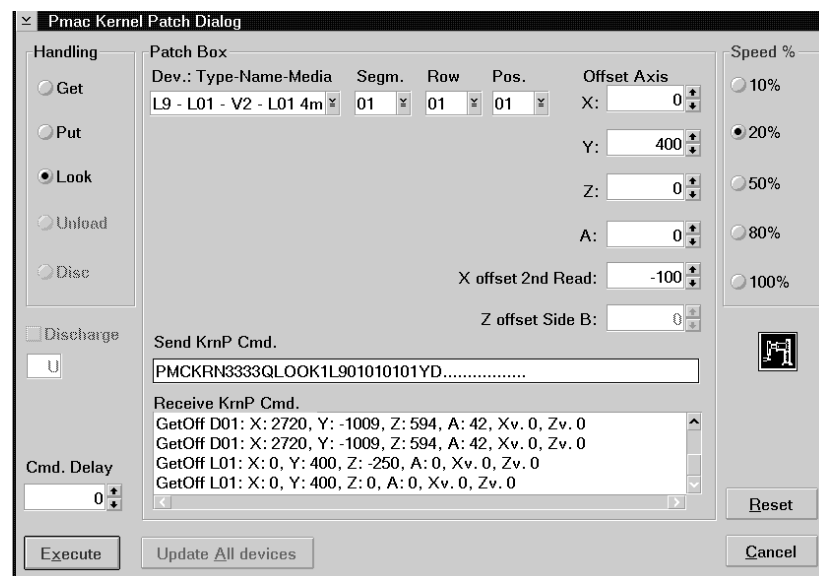 Pmac Kernel Patch Dialog
Handling
Get
Put
Look
Unload
Disc
Discharge
U
Cmd. Delay
0
Execute
Patch Box
Dev.: Type-Name-Media Segm. Row Pos. Offset Axis
L9 - L01 - V2 - L01 4m 01 01 01
X: 0
Y: 400
Z: 0
A: 0
X offset 2nd Read: -100
Z offset Side B: 0
Send KrnP Cmd.
PMCKRN3333QLOOK1L901010101YD.................
Receive KrnP Cmd.
GetOff D01: X: 2720, Y: -1009, Z: 594, A: 42, Xv. 0, Zv. 0
GetOff D01: X: 2720, Y: -1009, Z: 594, A: 42, Xv. 0, Zv. 0
GetOff L01: X: 0, Y: 400, Z: -250, A: 0, Xv. 0, Zv. 0
GetOff L01: X: 0, Y: 400, Z: 0, A: 0, Xv. 0, Zv. 0
Update All devices
Speed %
10%
20%
50%
80%
100%
Reset
Cancel